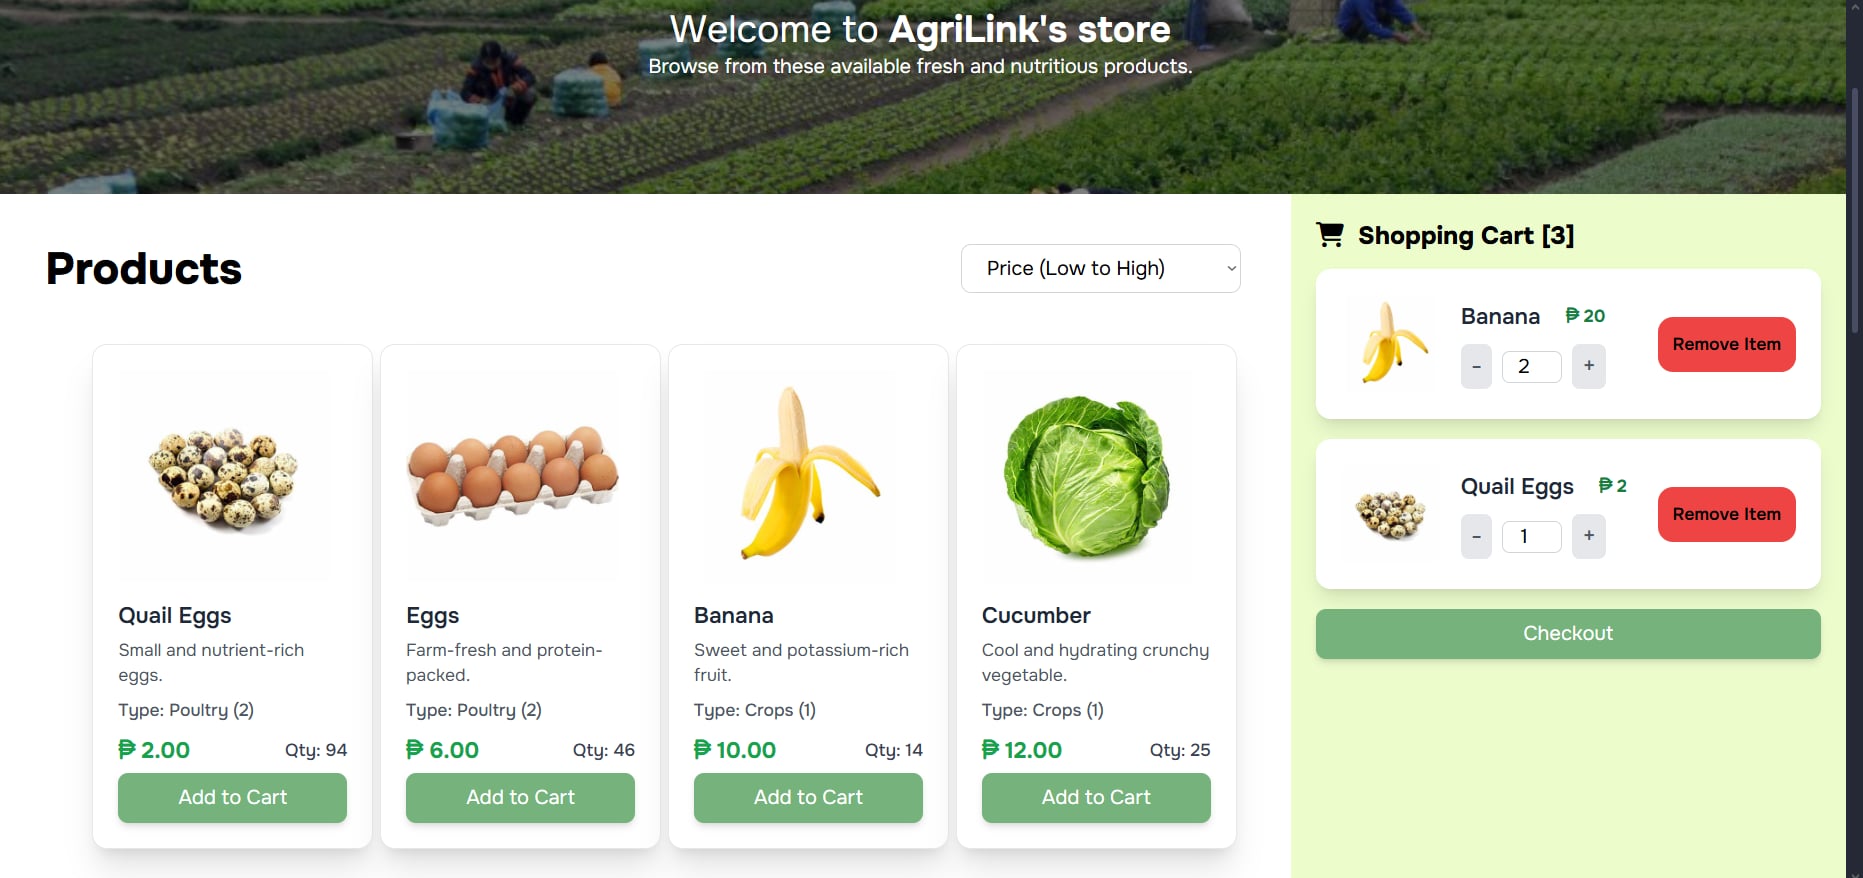 Welcome to AgriLink's store
Browse from these available fresh and nutritious products.
Products
Price (Low to High)
Quail Eggs
Small and nutrient-rich
eggs.
Type: Poultry (2)
₱ 2.00
Qty: 94
Add to Cart
Eggs
Farm-fresh and protein-
packed.
Type: Poultry (2)
₱ 6.00
Qty: 46
Add to Cart
Banana
Sweet and potassium-rich
fruit.
Type: Crops (1)
₱ 10.00
Qty: 14
Add to Cart
Cucumber
Cool and hydrating crunchy
vegetable.
Type: Crops (1)
₱ 12.00
Qty: 25
Add to Cart
Shopping Cart [3]
Banana ₱ 20
- 2 +
Remove Item
Quail Eggs ₱ 2
- 1 +
Remove Item
Checkout